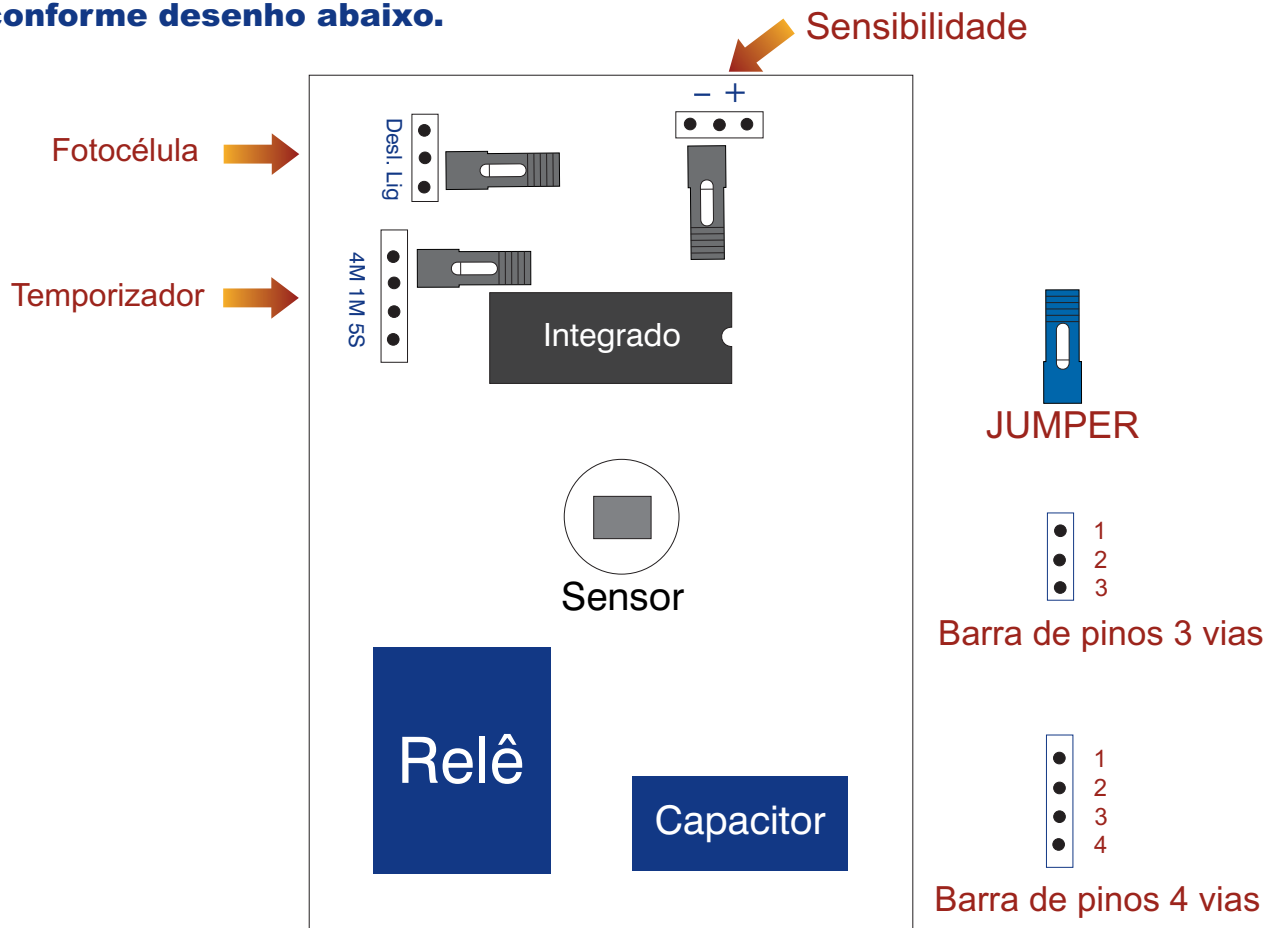 conforme desenho abaixo.
Sensibilidade
− +
Fotocélula
Desl. Lig
Temporizador
4M 1M 5S
Integrado
JUMPER
1
2
3
Sensor
Barra de pinos 3 vias
Relê
Capacitor
1
2
3
4
Barra de pinos 4 vias